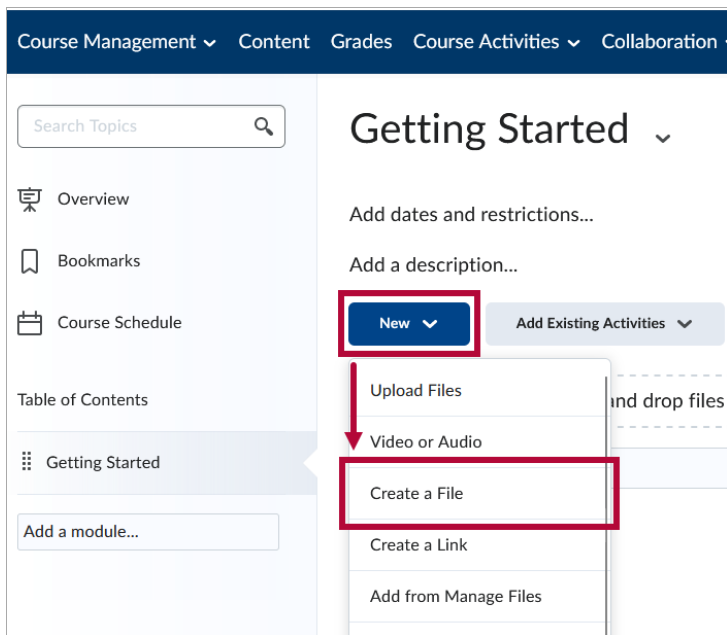 Course Management Content Grades Course Activities Collaboration
Search Topics
Overview
Bookmarks
Course Schedule
Table of Contents
Getting Started
Add a module...
Getting Started
Add dates and restrictions...
Add a description...
New Add Existing Activities
and drop files
Upload Files
Video or Audio
Create a File
Create a Link
Add from Manage Files